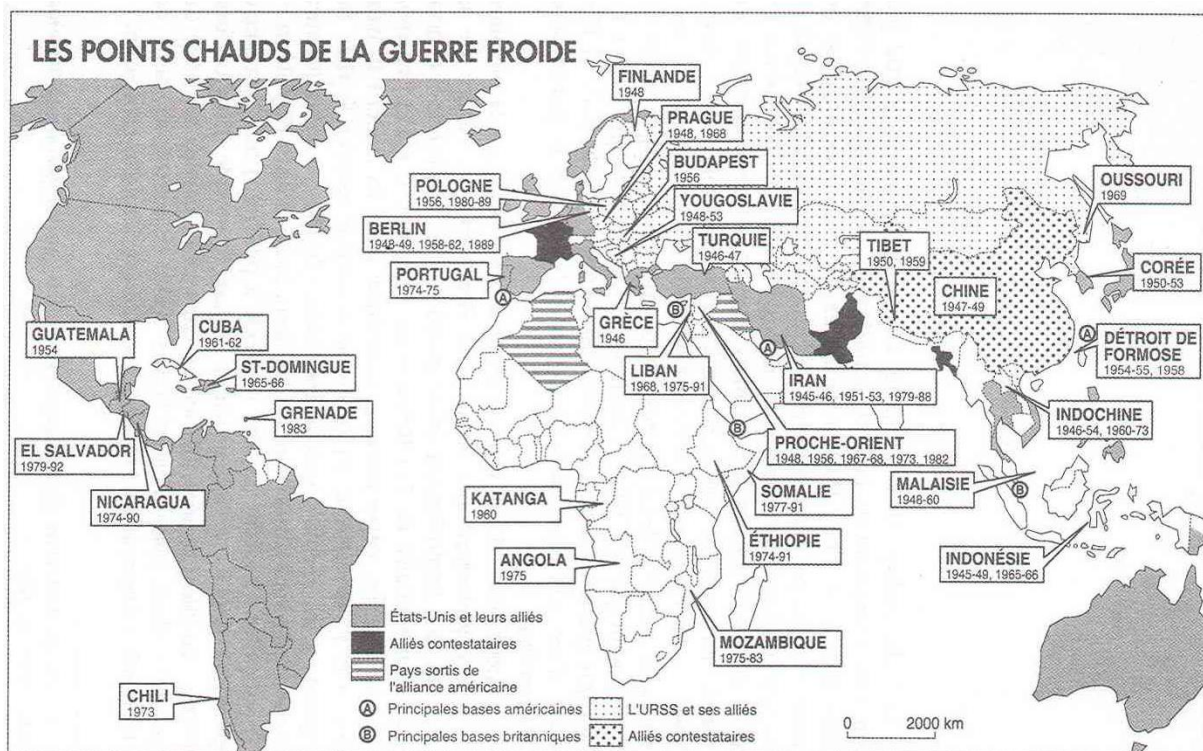 LES POINTS CHAUDS DE LA GUERRE FROIDE
FINLANDE
1948
PRAGUE
1948, 1968
BUDAPEST
1956
POLOGNE
1956, 1980-89
YOUGOSLAVIE
1948-53
BERLIN
1948-49, 1958-62, 1989
TURQUIE
1946-47
PORTUGAL
1974-75
OUSSOURI
1969
TIBET
1950, 1959
CORÉE
1950-53
CHINE
1947-49
A
B
GRÈCE
1946
A
A
GUATEMALA
1954
CUBA
1961-62
ST-DOMINGUE
1965-66
LIBAN
1968, 1975-91
IRAN
1945-46, 1951-53, 1979-88
DÉTROIT DE
FORMOSE
1954-55, 1958
GRENADE
1983
INDOCHINE
1946-54, 1960-73
B
EL SALVADOR
1979-92
PROCHE-ORIENT
1948, 1956, 1967-68, 1973, 1982
NICARAGUA
1974-90
KATANGA
1960
SOMALIE
1977-91
MALAISIE
1948-60
B
ÉTHIOPIE
1974-91
INDONÉSIE
1945-49, 1965-66
ANGOLA
1975
MOZAMBIQUE
1975-83
CHILI
1973
États-Unis et leurs alliés
Alliés contestataires
Pays sortis de
l'alliance américaine
A Principales bases américaines
L'URSS et ses alliés
B Principales bases britanniques
Alliés contestataires
0 2000 km